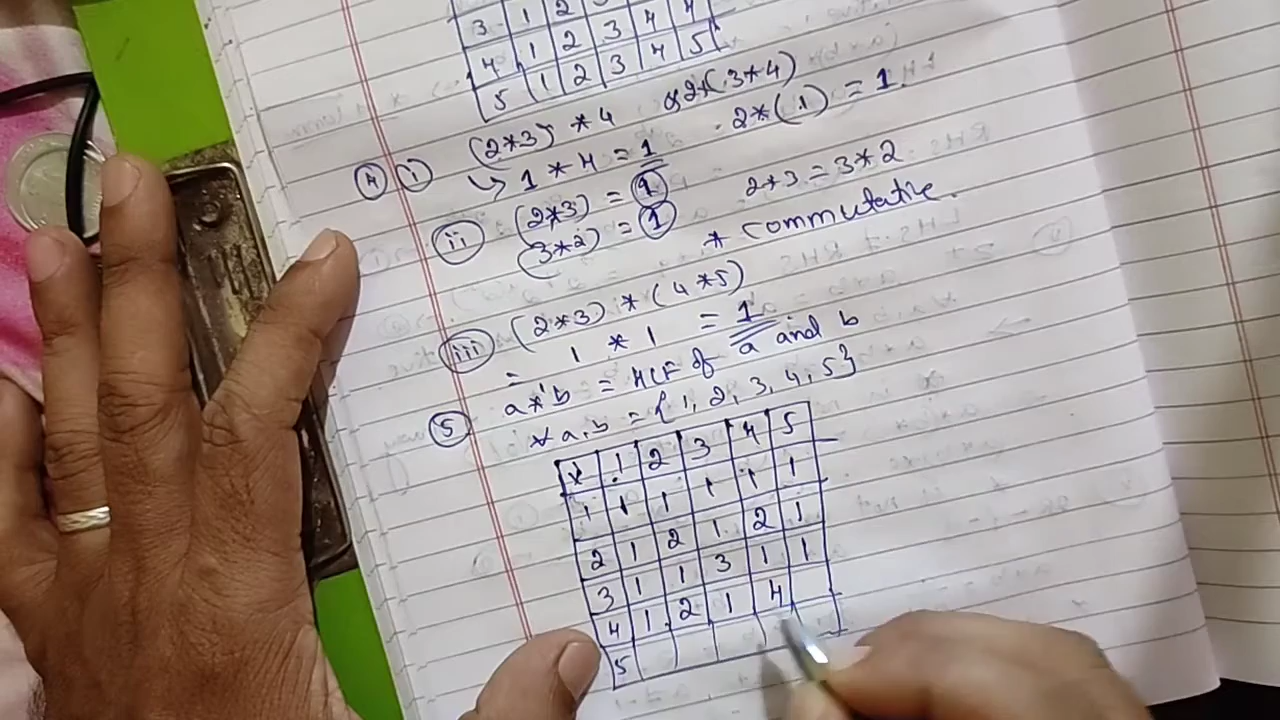 3 1 2 3 4 4
4 1 2 3 4 5
5 1 2 3 4 5
④ ⓘ (2*3) * 4 & 2*(3*4)
↳ 1 * 4 = 1 2*(1) = 1.
ⓘⓘ (2*3) = 1 2*3 = 3*2
(3*2) = 1 * commutative.
ⓘⓘⓘ (2*3) * (4*5)
= 1 * 1 = 1
⑤ a*'b = HCF of a and b
∀ a,b = {1, 2, 3, 4, 5}
* 1 2 3 4 5
1 1 1 1 1 1
2 1 2 1 2 1
3 1 1 3 1 1
4 1 2 1 4
5